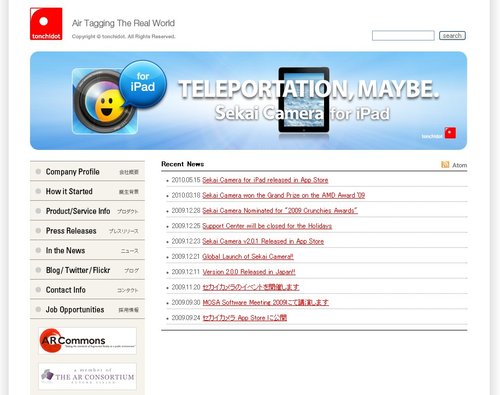 tonchidot
Air Tagging The Real World
Copyright © tonchidot. All Rights Reserved.
search
for
iPad
TELEPORTATION, MAYBE.
Sekai Camera for iPad
tonchidot
Company Profile 会社概要
How it Started 誕生背景
Product/Service Info プロダクト
Press Releases プレスリリース
In the News ニュース
Blog / Twitter / Flickr ブログ
Contact Info コンタクト
Job Opportunities 採用情報
AR Commons
a member of
THE AR CONSORTIUM
Recent News
Atom
2010.06.15 Sekai Camera for iPad released in App Store
2010.03.18 Sekai Camera won the Grand Prize on the AMD Award '09
2009.12.28 Sekai Camera Nominated for "2009 Crunchies Awards"
2009.12.25 Support Center will be closed for the Holidays
2009.12.23 Sekai Camera v2.0.1 Released in App Store
2009.12.21 Global Launch of Sekai Camera!!
2009.12.11 Version 2.0.0 Released in Japan!!
2009.11.20 セカイカメラのイベントを開催します
2009.09.30 MOSA Software Meeting 2009にて講演します
2009.09.24 セカイカメラ App Store に公開